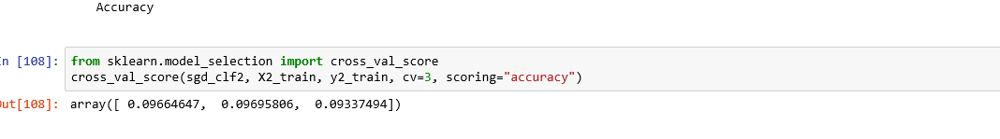 Accuracy
In [108]: from sklearn.model_selection import cross_val_score
cross_val_score(sgd_clf2, X2_train, y2_train, cv=3, scoring="accuracy")
Out[108]: array([ 0.09664647,  0.09695806,  0.09337494])